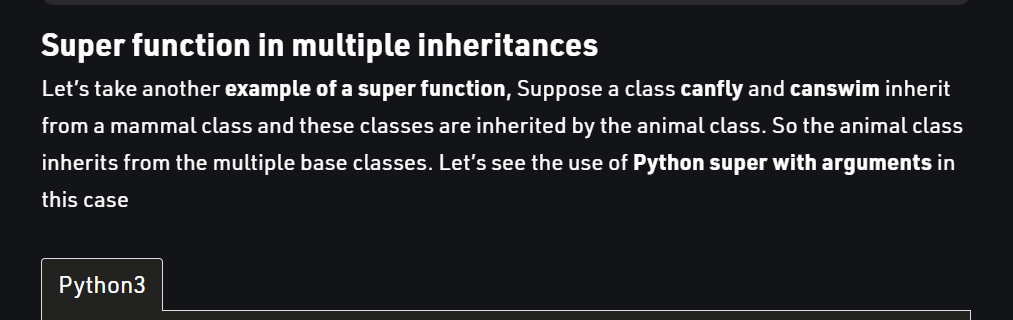 Super function in multiple inheritances
Let's take another example of a super function, Suppose a class canfly and canswim inherit
from a mammal class and these classes are inherited by the animal class. So the animal class
inherits from the multiple base classes. Let's see the use of Python super with arguments in
this case
Python3